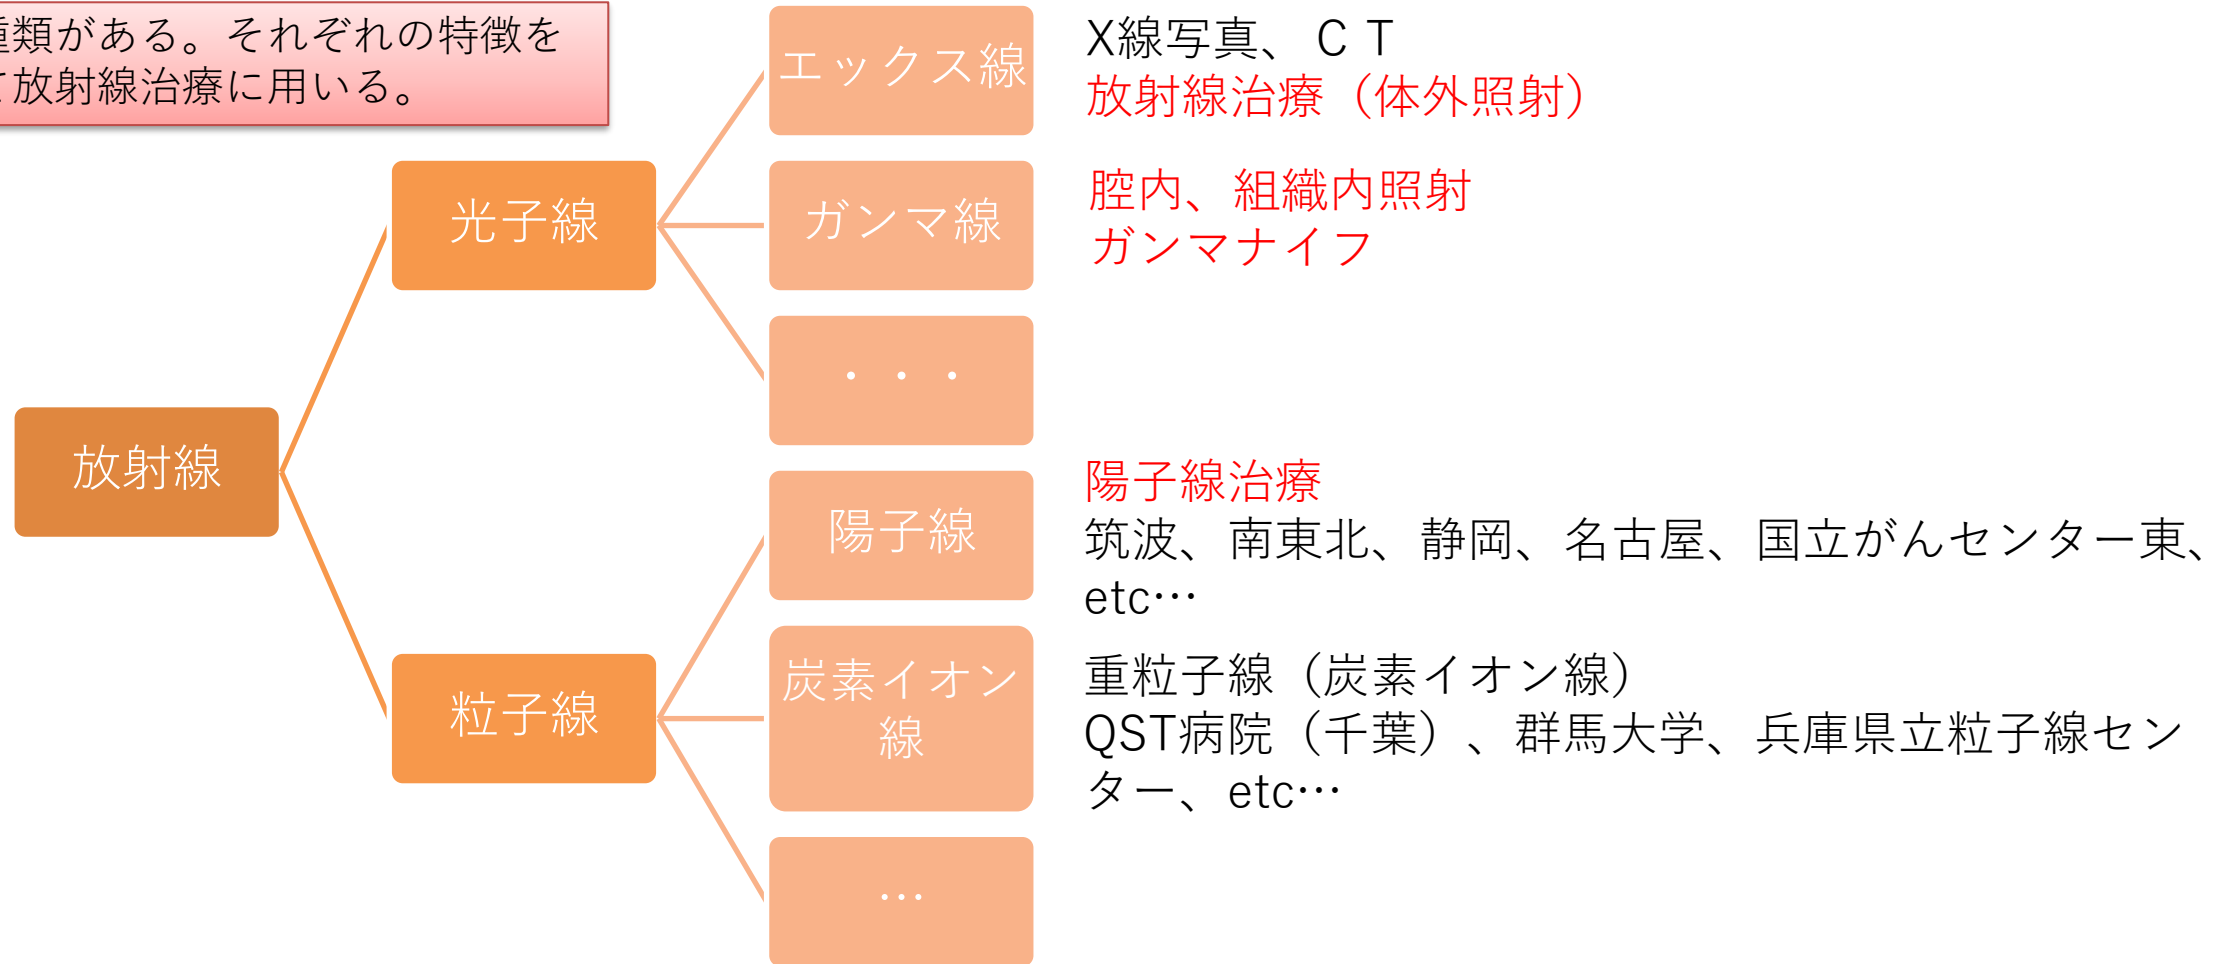 種類がある。それぞれの特徴を
て放射線治療に用いる。
エックス線
X線写真、ＣＴ
放射線治療（体外照射）
光子線
ガンマ線
腔内、組織内照射
ガンマナイフ
・・・
放射線
陽子線
陽子線治療
筑波、南東北、静岡、名古屋、国立がんセンター東、
etc…
粒子線
炭素イオン
線
重粒子線（炭素イオン線）
QST病院（千葉）、群馬大学、兵庫県立粒子線セン
ター、etc…
…